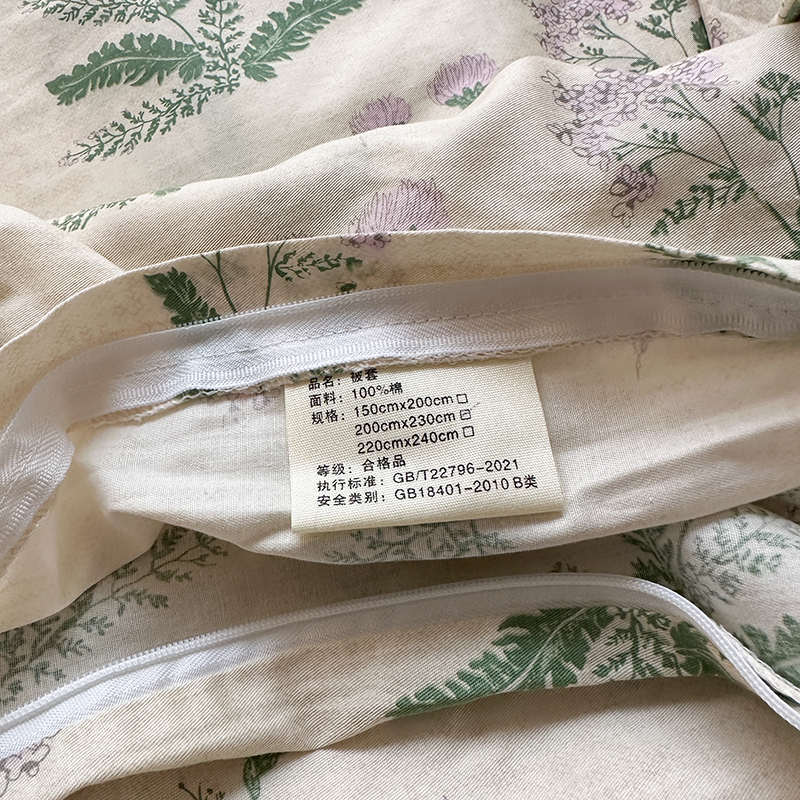 品名：被套
面料：100%棉
规格：150cmx200cm□
200cmx230cm☑
220cmx240cm□
等级：合格品
执行标准：GB/T22796-2021
安全类别：GB18401-2010 B类